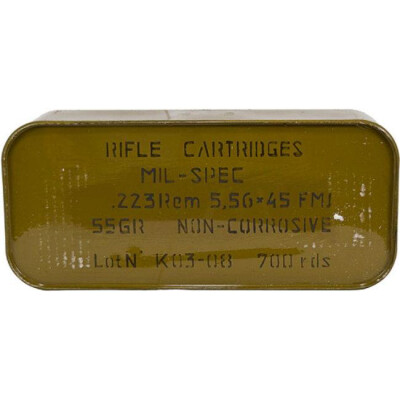 RIFLE CARTRIDGES
MIL-SPEC
.223Rem 5,56×45 FMJ
55GR NON-CORROSIVE
LotN K03-08 700 rds